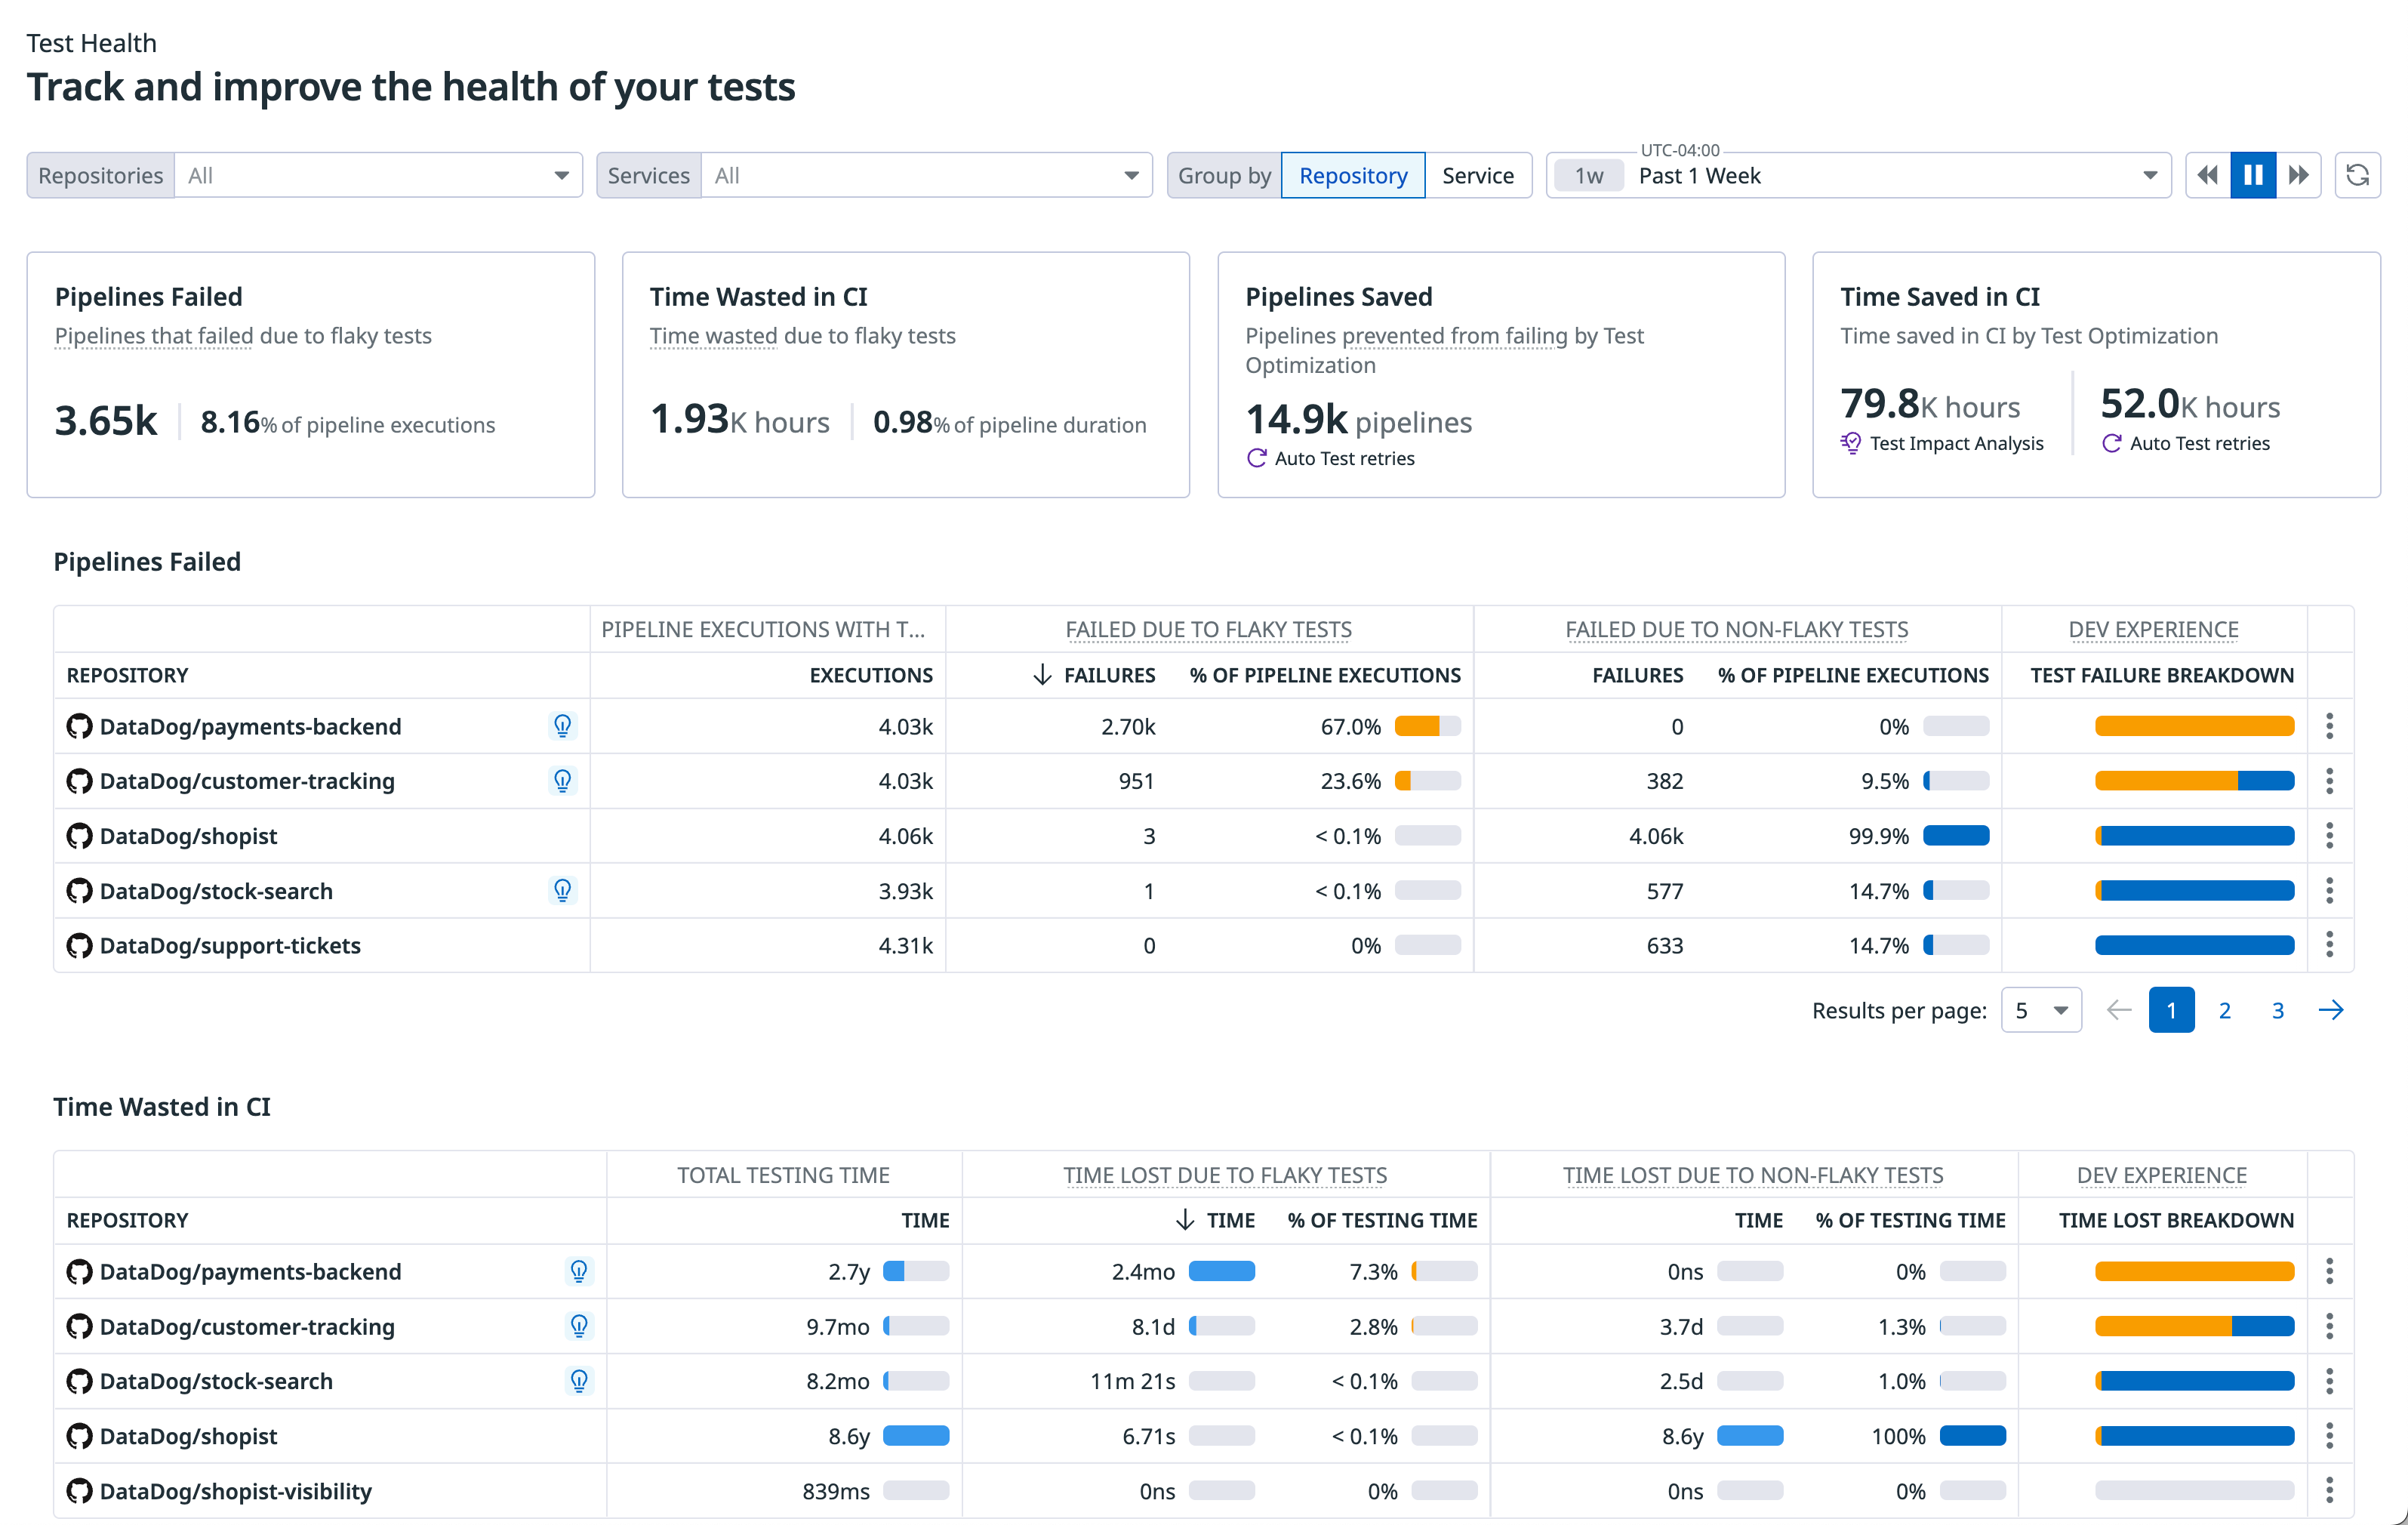 Test Health
Track and improve the health of your tests
UTC-04:00
Repositories All Services All Group by Repository Service 1w Past 1 Week
Pipelines Failed
Pipelines that failed due to flaky tests
3.65k 8.16% of pipeline executions
Time Wasted in CI
Time wasted due to flaky tests
1.93K hours 0.98% of pipeline duration
Pipelines Saved
Pipelines prevented from failing by Test
Optimization
14.9k pipelines
Auto Test retries
Time Saved in CI
Time saved in CI by Test Optimization
79.8K hours 52.0K hours
Test Impact Analysis Auto Test retries
Pipelines Failed
PIPELINE EXECUTIONS WITH T... FAILED DUE TO FLAKY TESTS FAILED DUE TO NON-FLAKY TESTS DEV EXPERIENCE
REPOSITORY EXECUTIONS FAILURES % OF PIPELINE EXECUTIONS FAILURES % OF PIPELINE EXECUTIONS TEST FAILURE BREAKDOWN
DataDog/payments-backend 4.03k 2.70k 67.0% 0 0%
DataDog/customer-tracking 4.03k 951 23.6% 382 9.5%
DataDog/shopist 4.06k 3 < 0.1% 4.06k 99.9%
DataDog/stock-search 3.93k 1 < 0.1% 577 14.7%
DataDog/support-tickets 4.31k 0 0% 633 14.7%
Results per page: 5 1 2 3
Time Wasted in CI
TOTAL TESTING TIME TIME LOST DUE TO FLAKY TESTS TIME LOST DUE TO NON-FLAKY TESTS DEV EXPERIENCE
REPOSITORY TIME TIME % OF TESTING TIME TIME % OF TESTING TIME TIME LOST BREAKDOWN
DataDog/payments-backend 2.7y 2.4mo 7.3% 0ns 0%
DataDog/customer-tracking 9.7mo 8.1d 2.8% 3.7d 1.3%
DataDog/stock-search 8.2mo 11m 21s < 0.1% 2.5d 1.0%
DataDog/shopist 8.6y 6.71s < 0.1% 8.6y 100%
DataDog/shopist-visibility 839ms 0ns 0% 0ns 0%